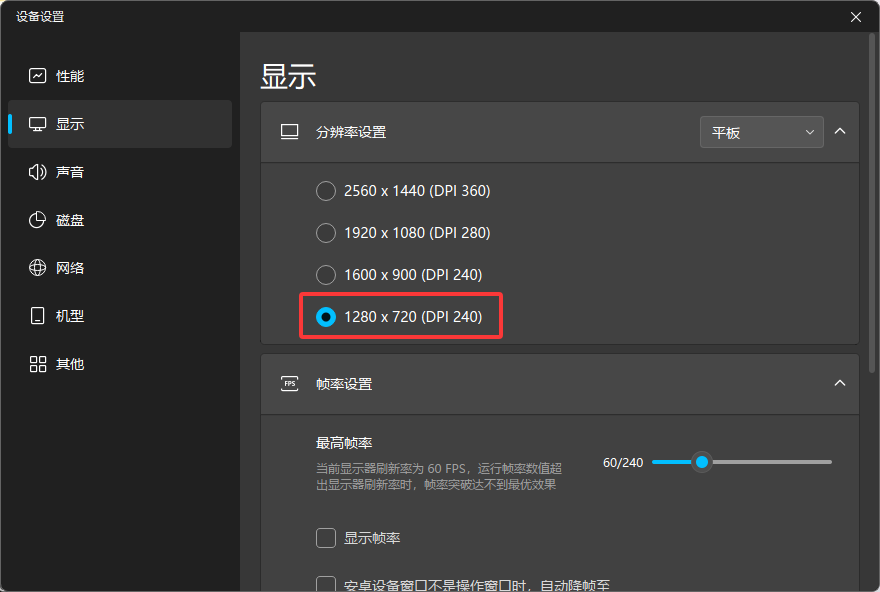 设备设置
性能
显示
声音
磁盘
网络
机型
其他
显示
分辨率设置
平板
2560 x 1440 (DPI 360)
1920 x 1080 (DPI 280)
1600 x 900 (DPI 240)
1280 x 720 (DPI 240)
FPS
帧率设置
最高帧率
当前显示器刷新率为 60 FPS，运行帧率数值超
出显示器刷新率时，帧率突破达不到最优效果
60/240
显示帧率
安卓设备窗口不是操作窗口时，自动降帧至